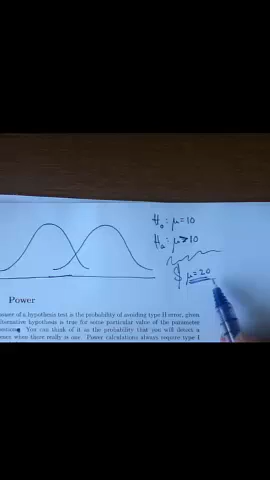 H₀: μ=10
Hₐ: μ>10
μ=20
Power
of a hypothesis test is the probability of avoiding type II error, given
hypothesis is true for some particular value of the parameter
You can think of it as the probability that you will detect a
when there really is one. Power calculations always require type I